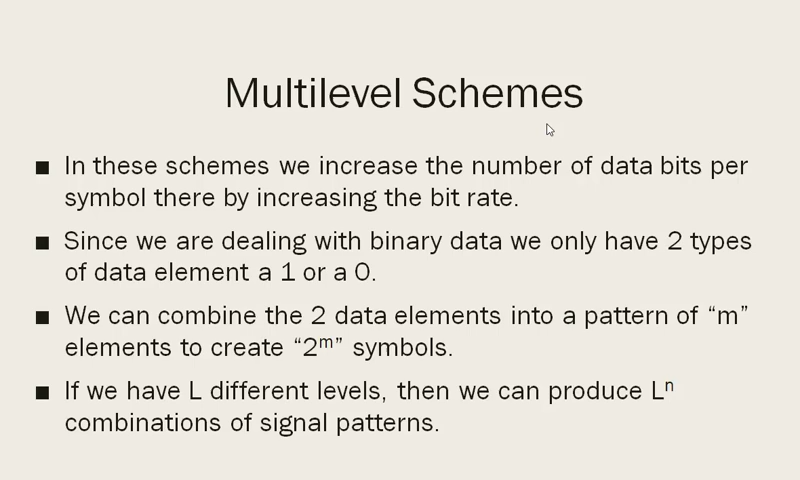 Multilevel Schemes
■ In these schemes we increase the number of data bits per
symbol there by increasing the bit rate.
■ Since we are dealing with binary data we only have 2 types
of data element a 1 or a 0.
■ We can combine the 2 data elements into a pattern of “m”
elements to create “2ᵐ” symbols.
■ If we have L different levels, then we can produce Lⁿ
combinations of signal patterns.